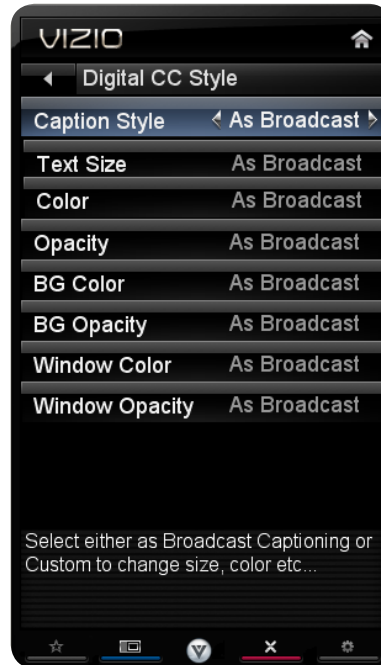 VIZIO
Digital CC Style
Caption Style As Broadcast
Text Size As Broadcast
Color As Broadcast
Opacity As Broadcast
BG Color As Broadcast
BG Opacity As Broadcast
Window Color As Broadcast
Window Opacity As Broadcast
Select either as Broadcast Captioning or
Custom to change size, color etc...
V